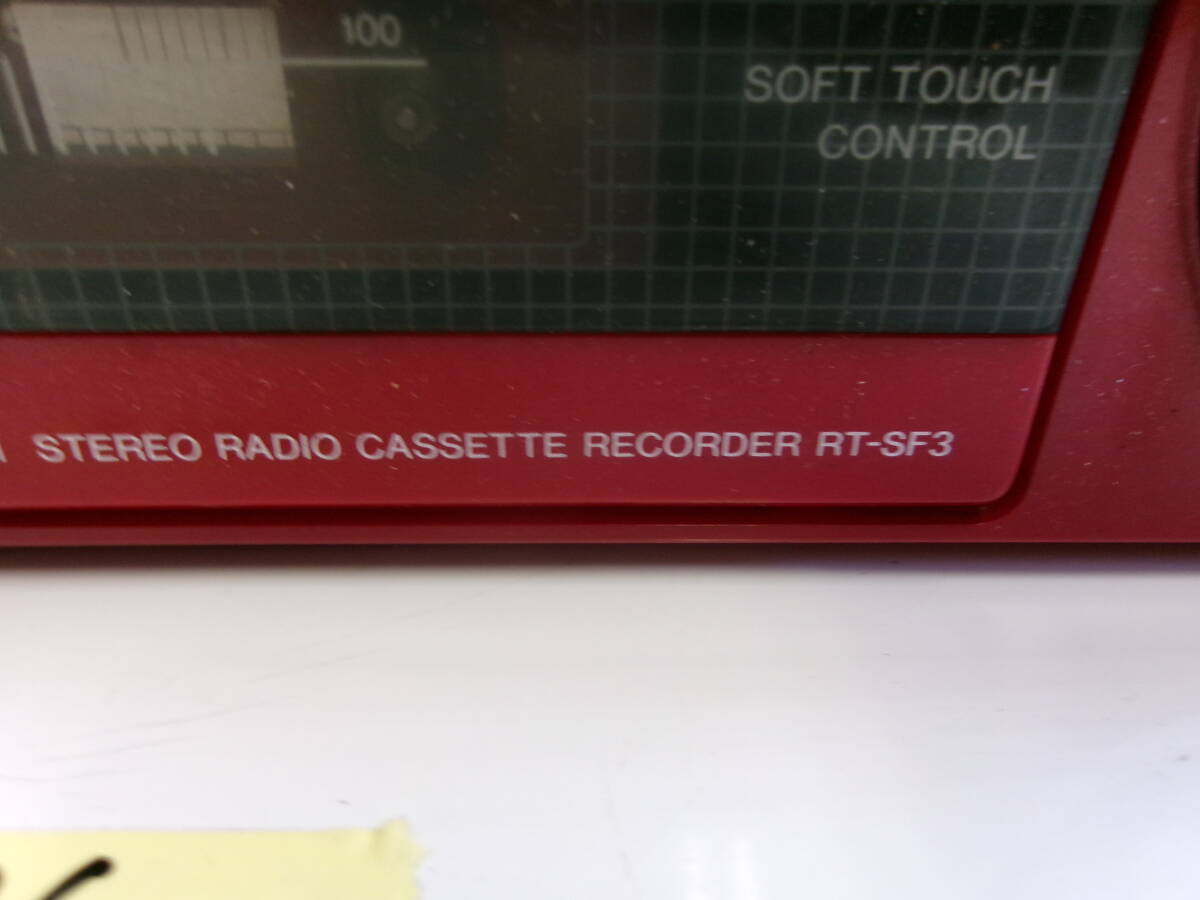 100
SOFT TOUCH
CONTROL
STEREO RADIO CASSETTE RECORDER RT-SF3